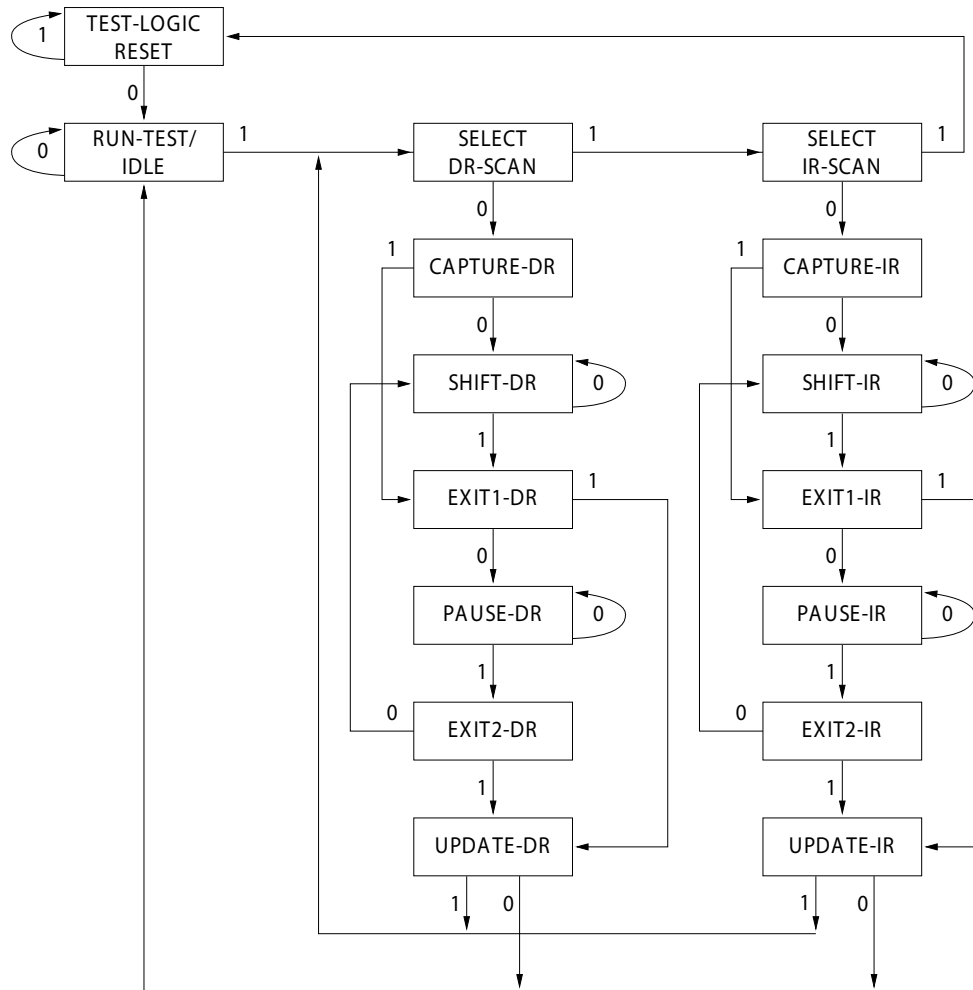 TEST-LOGIC
RESET
1
0
RUN-TEST/
IDLE
0
1
SELECT
DR-SCAN
1
SELECT
IR-SCAN
1
0
0
1
CAPTURE-DR
1
CAPTURE-IR
0
0
SHIFT-DR
0
SHIFT-IR
0
1
1
EXIT1-DR
1
EXIT1-IR
1
0
0
PAUSE-DR
0
PAUSE-IR
0
1
1
0
EXIT2-DR
0
EXIT2-IR
1
1
UPDATE-DR
UPDATE-IR
1
0
1
0